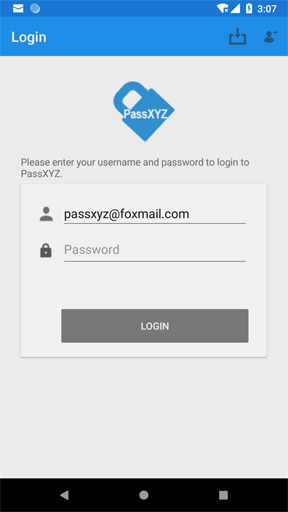 3:07
Login
PassXYZ
Please enter your username and password to login to
PassXYZ.
passxyz@foxmail.com
Password
LOGIN